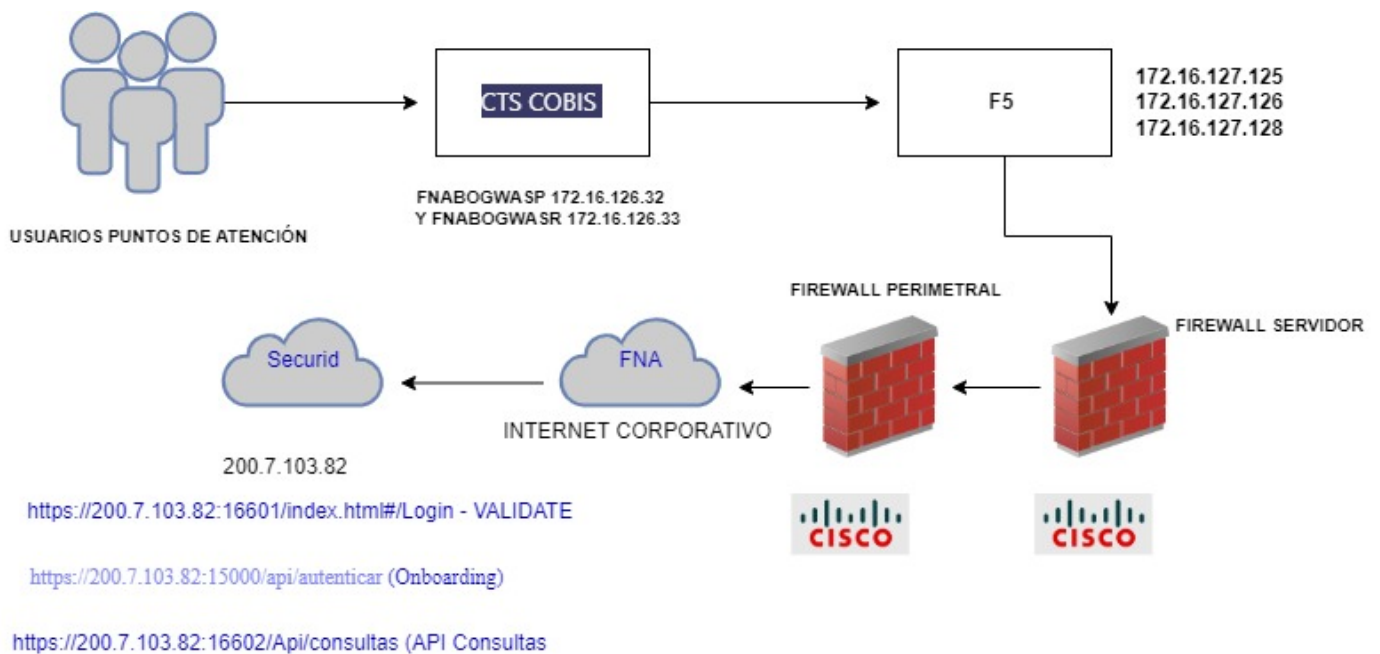 CTS COBIS
F5
172.16.127.125
172.16.127.126
172.16.127.128
FNABOGWASP 172.16.126.32
Y FNABOGWASR 172.16.126.33
USUARIOS PUNTOS DE ATENCIÓN
FIREWALL PERIMETRAL
FIREWALL SERVIDOR
Securid
FNA
INTERNET CORPORATIVO
200.7.103.82
https://200.7.103.82:16601/index.html#/Login - VALIDATE
CISCO
CISCO
https://200.7.103.82:15000/api/autenticar (Onboarding)
https://200.7.103.82:16602/Api/consultas (API Consultas